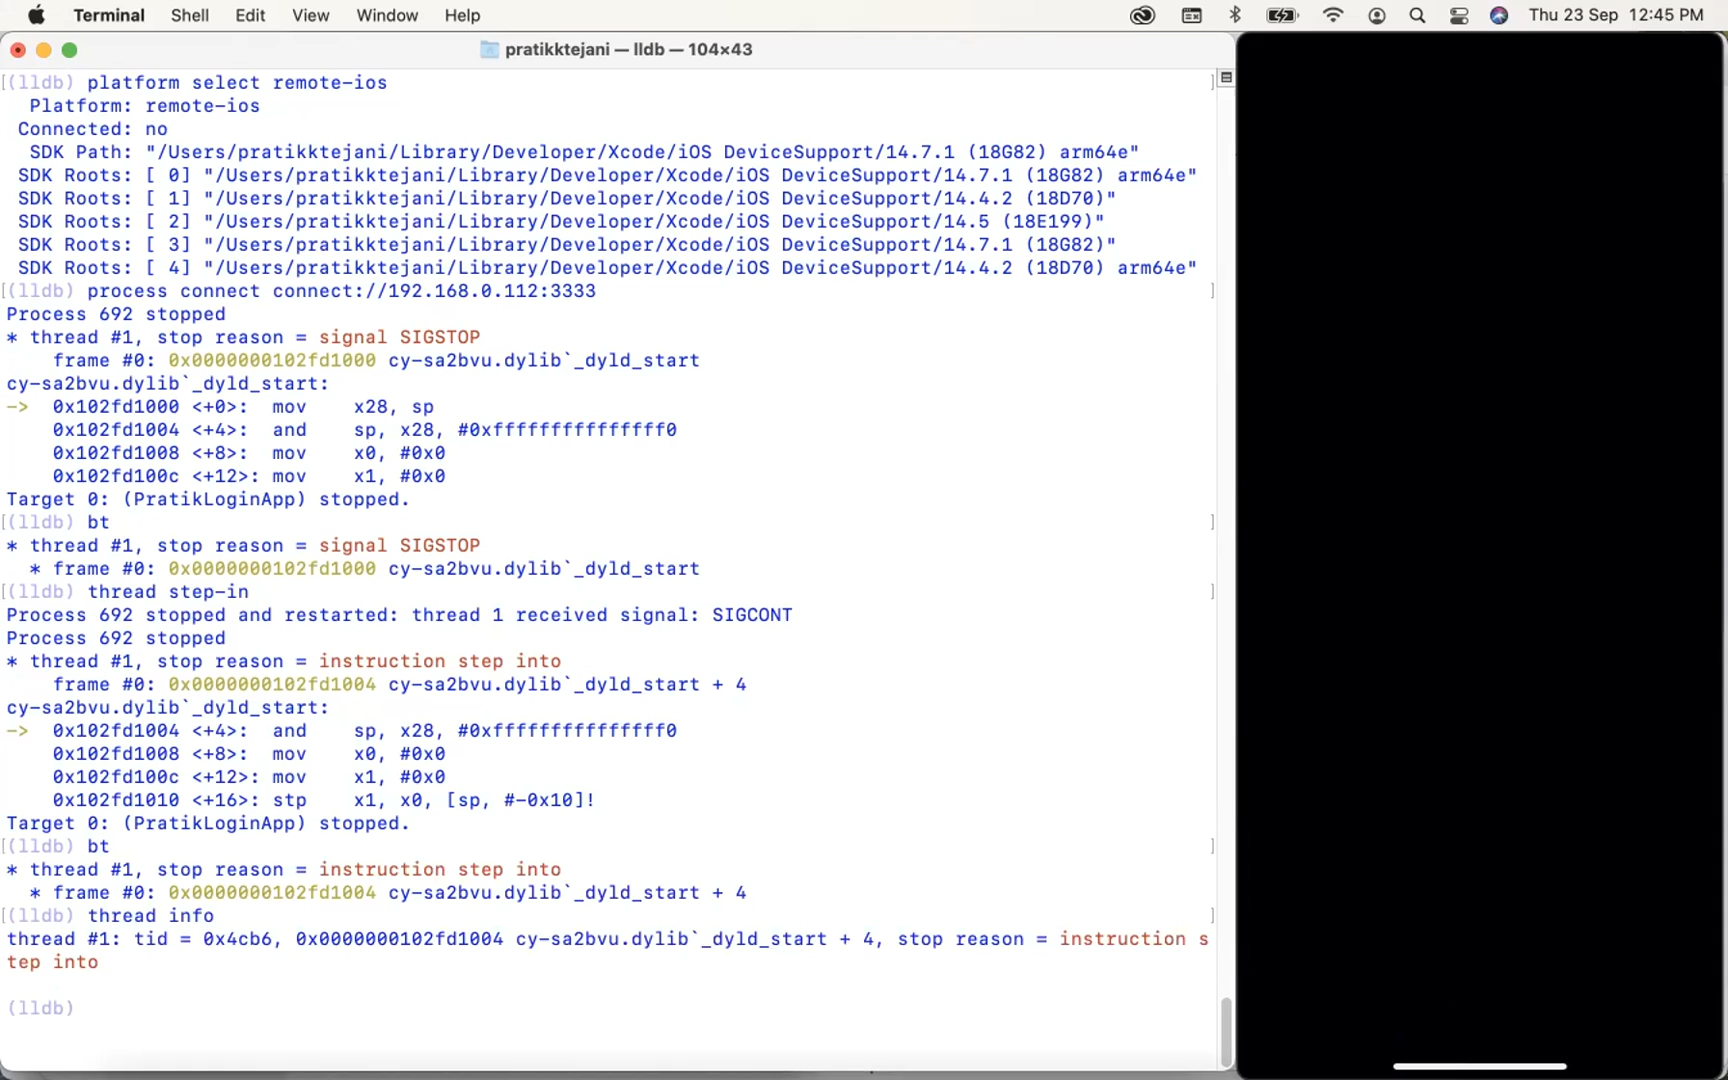 Terminal Shell Edit View Window Help Thu 23 Sep 12:45 PM
pratikktejani — lldb — 104×43
(lldb) platform select remote-ios
Platform: remote-ios
Connected: no
SDK Path: "/Users/pratikktejani/Library/Developer/Xcode/iOS DeviceSupport/14.7.1 (18G82) arm64e"
SDK Roots: [ 0] "/Users/pratikktejani/Library/Developer/Xcode/iOS DeviceSupport/14.7.1 (18G82) arm64e"
SDK Roots: [ 1] "/Users/pratikktejani/Library/Developer/Xcode/iOS DeviceSupport/14.4.2 (18D70)"
SDK Roots: [ 2] "/Users/pratikktejani/Library/Developer/Xcode/iOS DeviceSupport/14.5 (18E199)"
SDK Roots: [ 3] "/Users/pratikktejani/Library/Developer/Xcode/iOS DeviceSupport/14.7.1 (18G82)"
SDK Roots: [ 4] "/Users/pratikktejani/Library/Developer/Xcode/iOS DeviceSupport/14.4.2 (18D70) arm64e"
(lldb) process connect connect://192.168.0.112:3333
Process 692 stopped
* thread #1, stop reason = signal SIGSTOP
frame #0: 0x0000000102fd1000 cy-sa2bvu.dylib`_dyld_start
cy-sa2bvu.dylib`_dyld_start:
-> 0x102fd1000 <+0>: mov x28, sp
0x102fd1004 <+4>: and sp, x28, #0xfffffffffffffff0
0x102fd1008 <+8>: mov x0, #0x0
0x102fd100c <+12>: mov x1, #0x0
Target 0: (PratikLoginApp) stopped.
(lldb) bt
* thread #1, stop reason = signal SIGSTOP
* frame #0: 0x0000000102fd1000 cy-sa2bvu.dylib`_dyld_start
(lldb) thread step-in
Process 692 stopped and restarted: thread 1 received signal: SIGCONT
Process 692 stopped
* thread #1, stop reason = instruction step into
frame #0: 0x0000000102fd1004 cy-sa2bvu.dylib`_dyld_start + 4
cy-sa2bvu.dylib`_dyld_start:
-> 0x102fd1004 <+4>: and sp, x28, #0xfffffffffffffff0
0x102fd1008 <+8>: mov x0, #0x0
0x102fd100c <+12>: mov x1, #0x0
0x102fd1010 <+16>: stp x1, x0, [sp, #-0x10]!
Target 0: (PratikLoginApp) stopped.
(lldb) bt
* thread #1, stop reason = instruction step into
* frame #0: 0x0000000102fd1004 cy-sa2bvu.dylib`_dyld_start + 4
(lldb) thread info
thread #1: tid = 0x4cb6, 0x0000000102fd1004 cy-sa2bvu.dylib`_dyld_start + 4, stop reason = instruction s
tep into
(lldb)